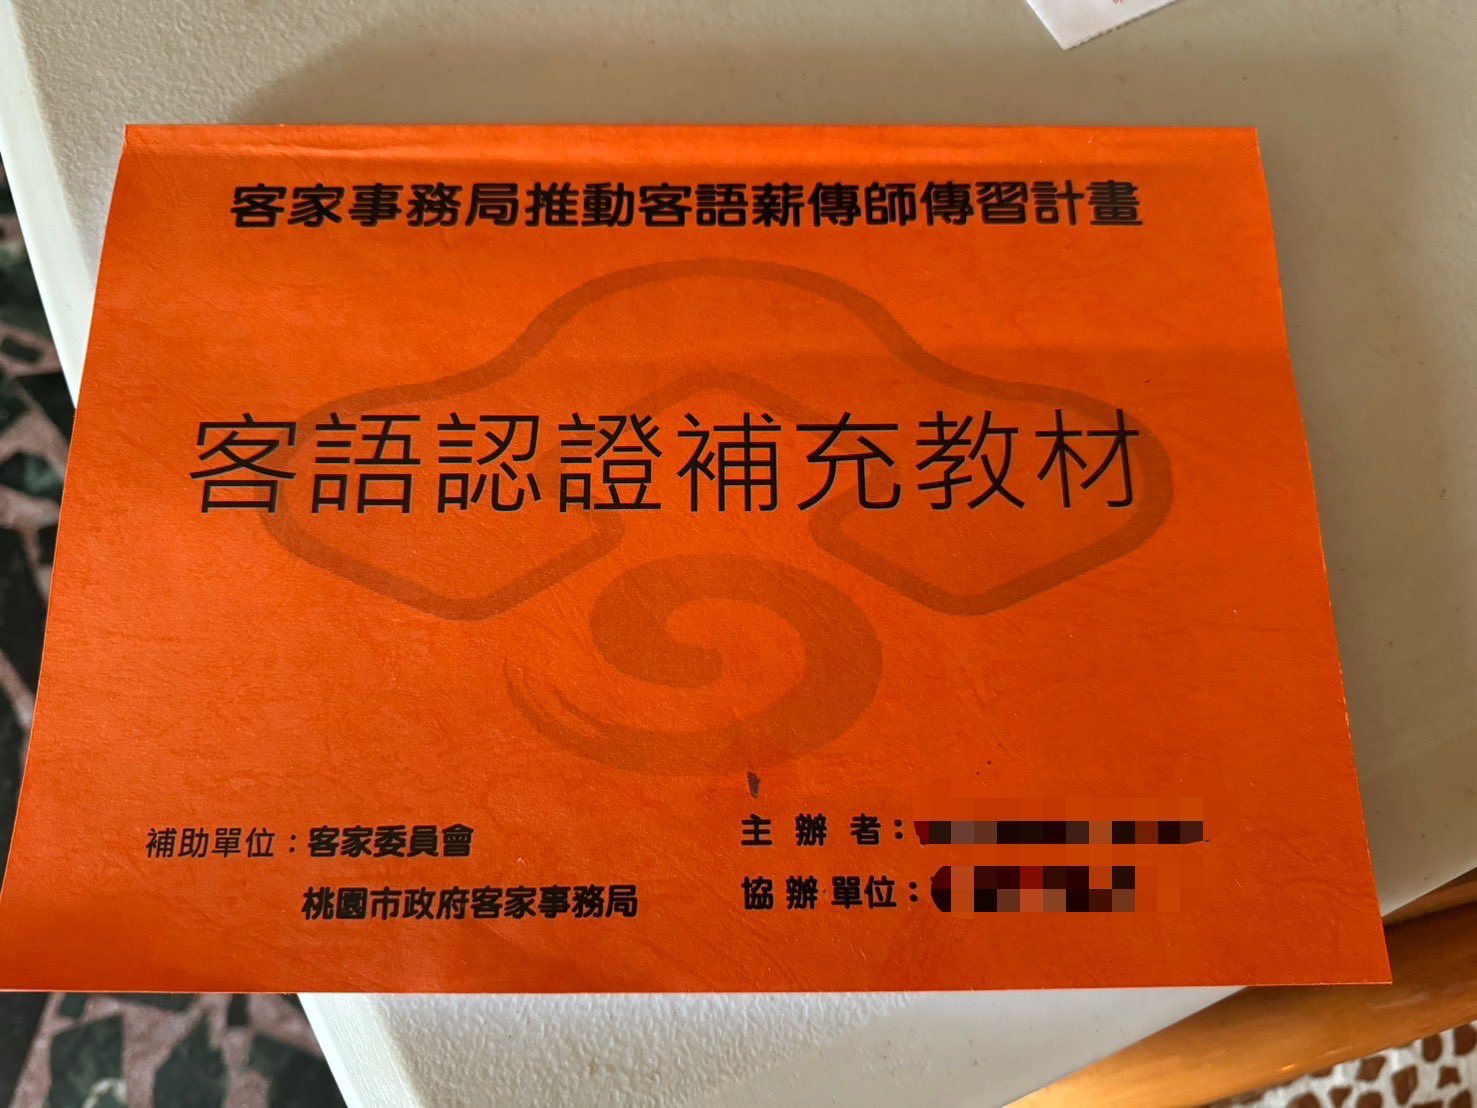 客家事務局推動客語薪傳師傳習計畫
客語認證補充教材
補助單位：客家委員會
桃園市政府客家事務局
主 辦 者：
協 辦 單位：